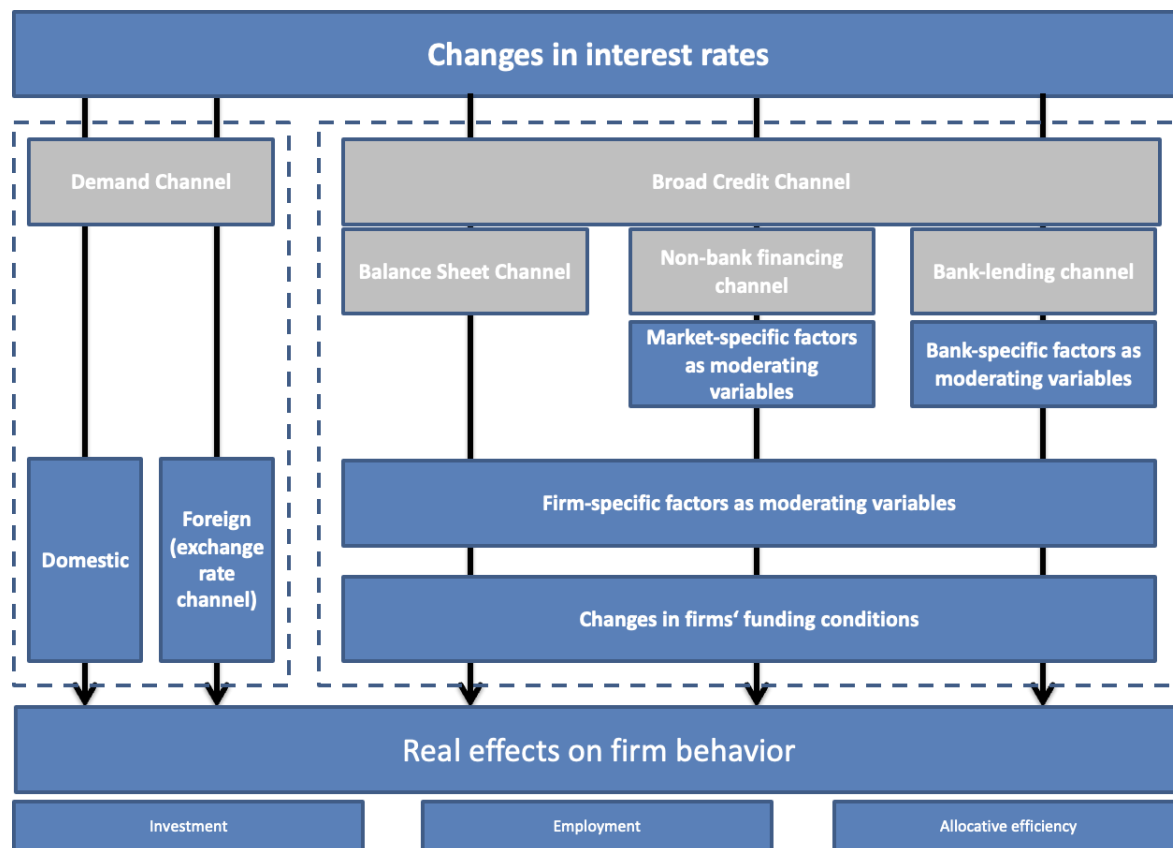 Changes in interest rates
Demand Channel
Broad Credit Channel
Balance Sheet Channel
Non-bank financing
channel
Bank-lending channel
Market-specific factors
as moderating
variables
Bank-specific factors as
moderating variables
Domestic
Foreign
(exchange
rate
channel)
Firm-specific factors as moderating variables
Changes in firms‘ funding conditions
Real effects on firm behavior
Investment
Employment
Allocative efficiency